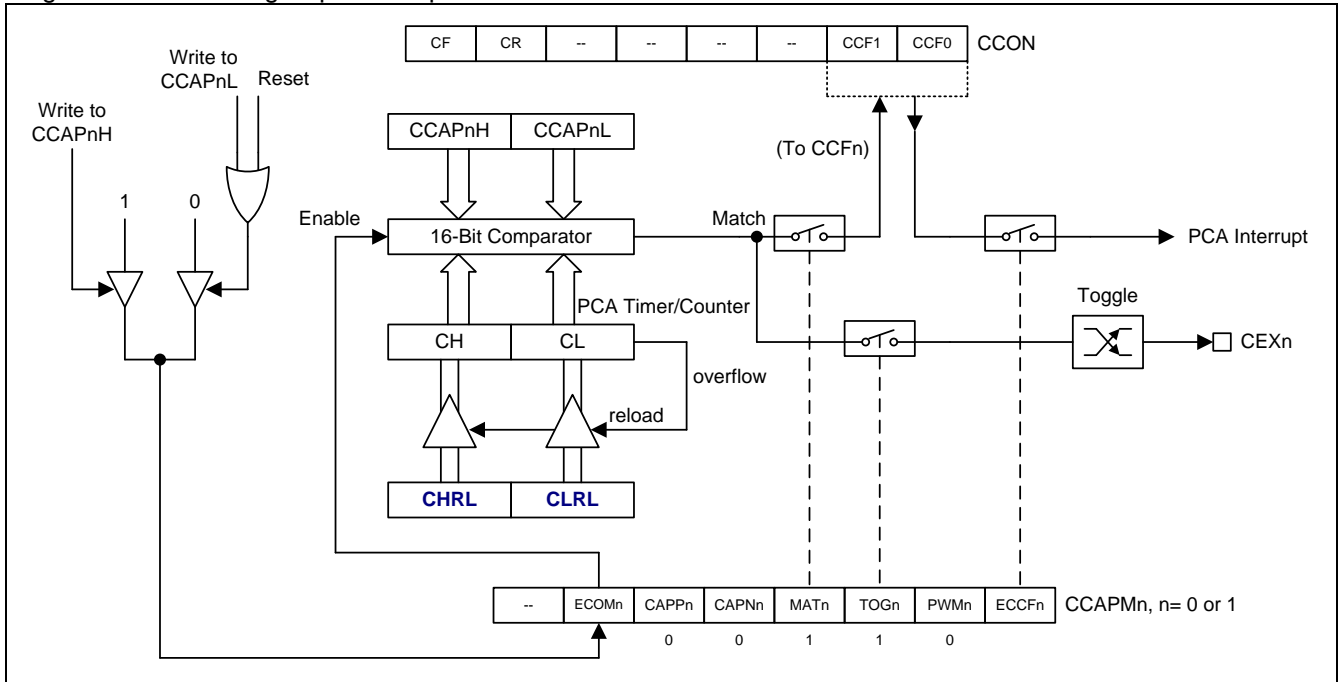 CF CR -- -- -- -- CCF1 CCF0 CCON
Write to
CCAPnL
Reset
Write to
CCAPnH
CCAPnH CCAPnL
(To CCFn)
1 0
Enable
16-Bit Comparator
Match
PCA Interrupt
PCA Timer/Counter
Toggle
CH CL
CEXn
overflow
reload
CHRL CLRL
-- ECOMn CAPPn CAPNn MATn TOGn PWMn ECCFn CCAPMn, n= 0 or 1
0 0 1 1 0